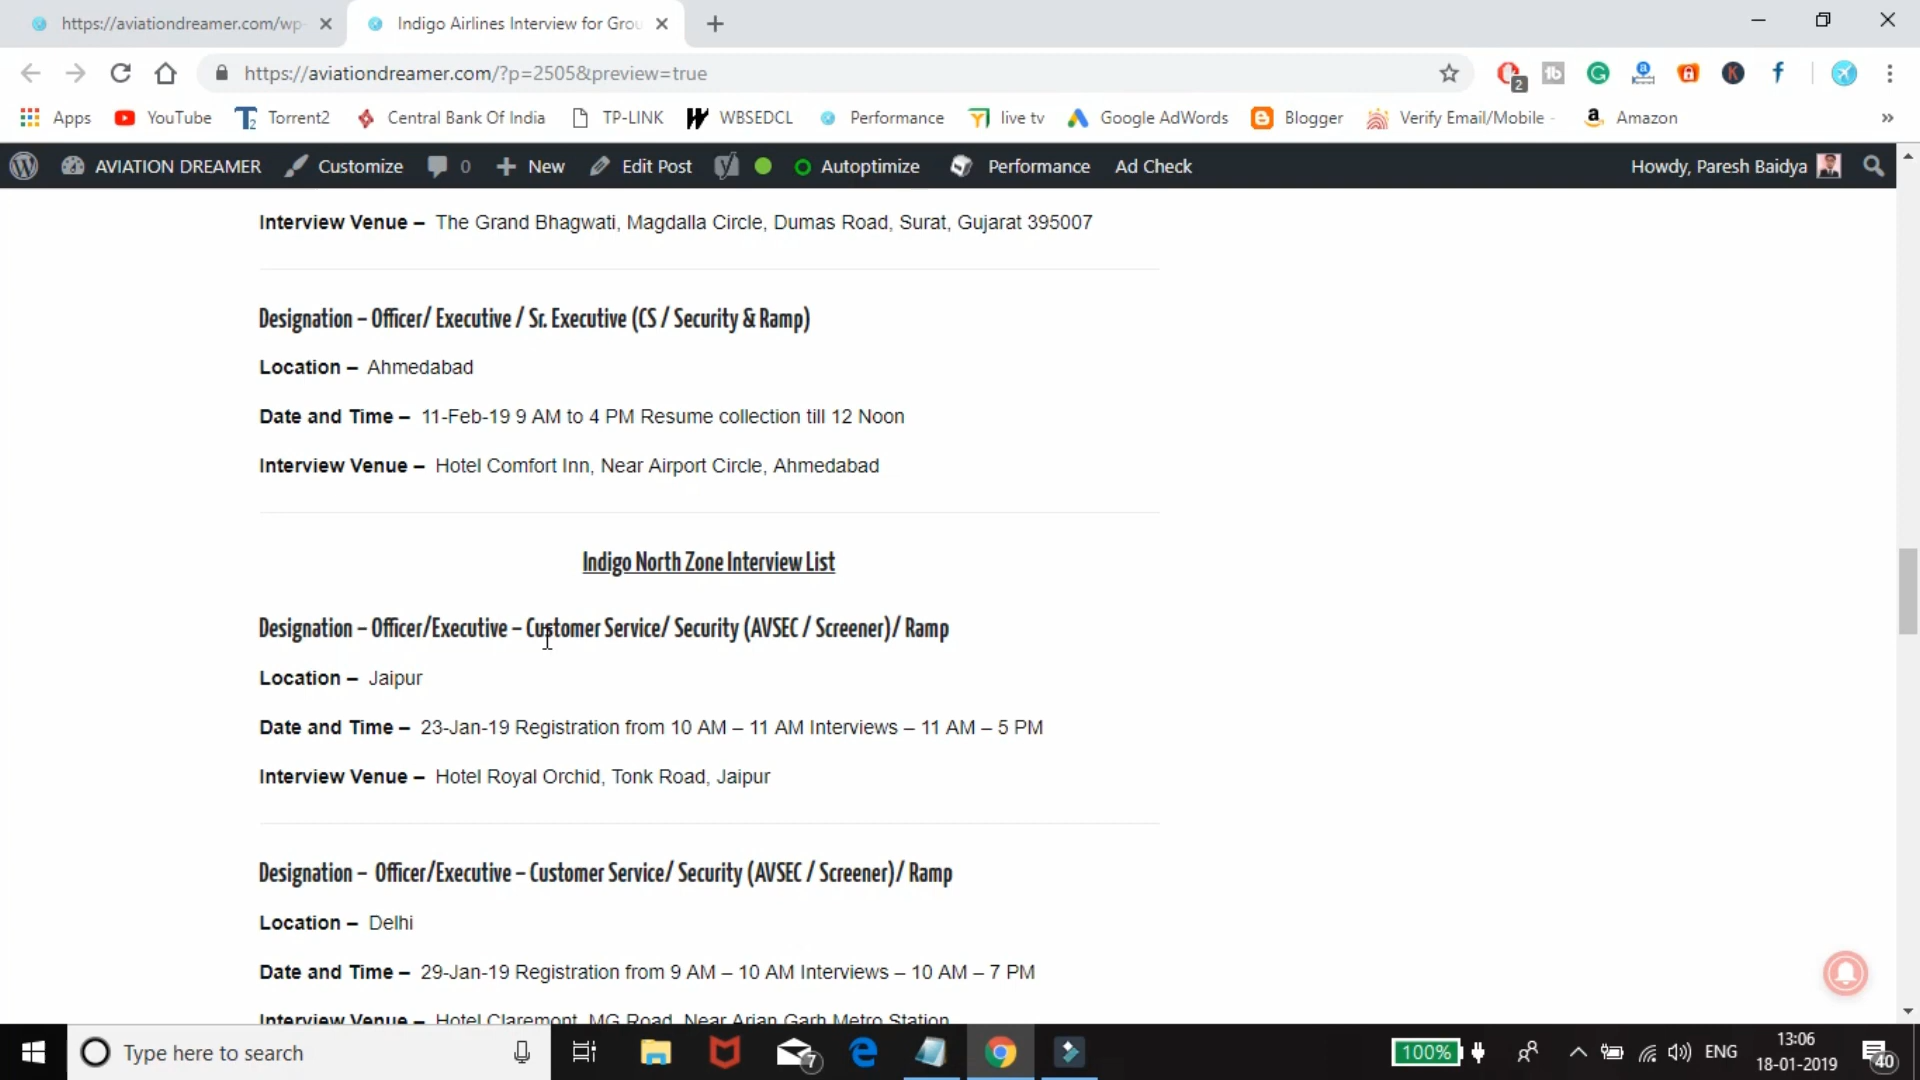 https://aviationdreamer.com/wp-
Indigo Airlines Interview for Grou
https://aviationdreamer.com/?p=2505&preview=true
2
Apps YouTube Torrent2 Central Bank Of India TP-LINK WBSEDCL Performance live tv Google AdWords Blogger Verify Email/Mobile - Amazon »
AVIATION DREAMER Customize 0 New Edit Post Autoptimize Performance Ad Check Howdy, Paresh Baidya
Interview Venue – The Grand Bhagwati, Magdalla Circle, Dumas Road, Surat, Gujarat 395007
Designation – Officer/ Executive / Sr. Executive (CS / Security & Ramp)
Location – Ahmedabad
Date and Time – 11-Feb-19 9 AM to 4 PM Resume collection till 12 Noon
Interview Venue – Hotel Comfort Inn, Near Airport Circle, Ahmedabad
Indigo North Zone Interview List
Designation – Officer/Executive – Customer Service/ Security (AVSEC / Screener)/ Ramp
Location – Jaipur
Date and Time – 23-Jan-19 Registration from 10 AM – 11 AM Interviews – 11 AM – 5 PM
Interview Venue – Hotel Royal Orchid, Tonk Road, Jaipur
Designation – Officer/Executive – Customer Service/ Security (AVSEC / Screener)/ Ramp
Location – Delhi
Date and Time – 29-Jan-19 Registration from 9 AM – 10 AM Interviews – 10 AM – 7 PM
Interview Venue – Hotel Claremont, MG Road, Near Arjan Garh Metro Station
Type here to search
7
100%
ENG
13:06
18-01-2019
40